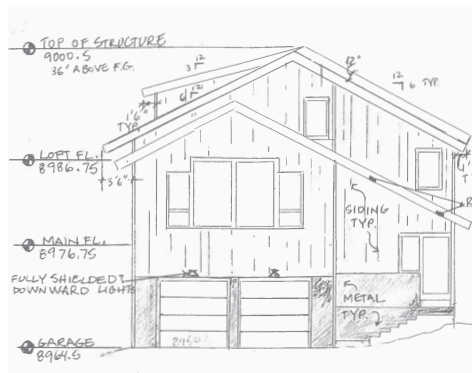 TOP OF STRUCTURE
9000.5
36' ABOVE F.G.
3
12
12"
12
6 TYP.
6
12
1'6"
TYP.
LOFT FL.
8986.75
3'6"
SIDING
TYP.
MAIN FL.
8976.75
FULLY SHIELDED
DOWNWARD LIGHTS
METAL
TYP.
GARAGE
8964.5